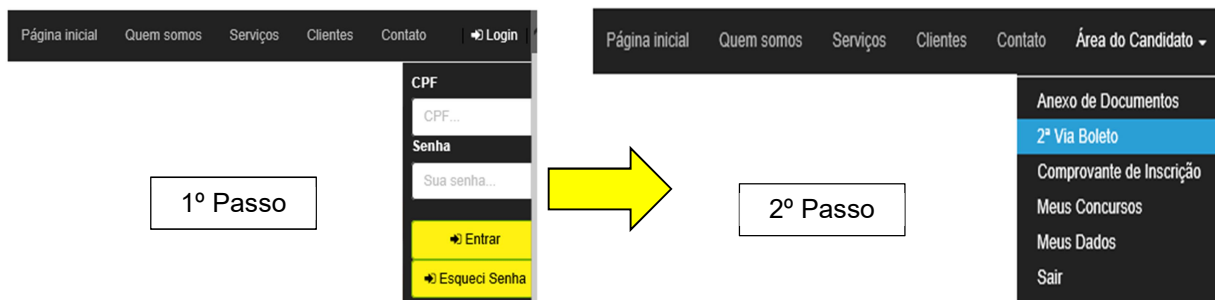 Página inicial Quem somos Serviços Clientes Contato Login
CPF
CPF...
Senha
Sua senha...
Entrar
Esqueci Senha
1º Passo
Página inicial Quem somos Serviços Clientes Contato Área do Candidato
Anexo de Documentos
2ª Via Boleto
Comprovante de Inscrição
Meus Concursos
Meus Dados
Sair
2º Passo